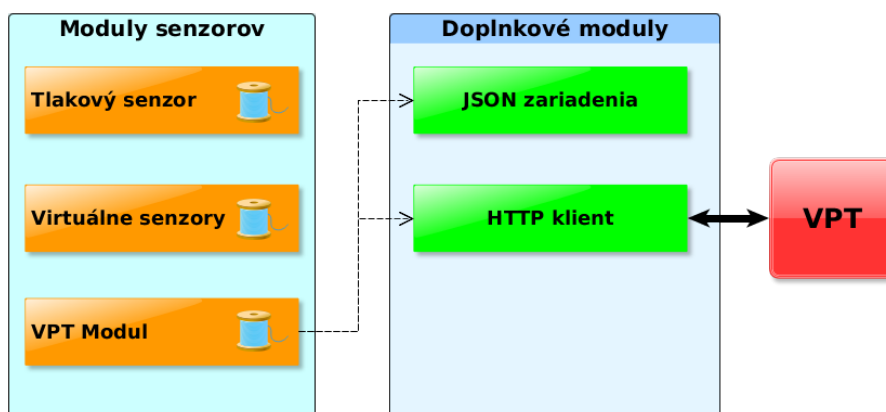 Moduly senzorov
Tlakový senzor
Virtuálne senzory
VPT Modul
Doplnkové moduly
JSON zariadenia
HTTP klient
VPT